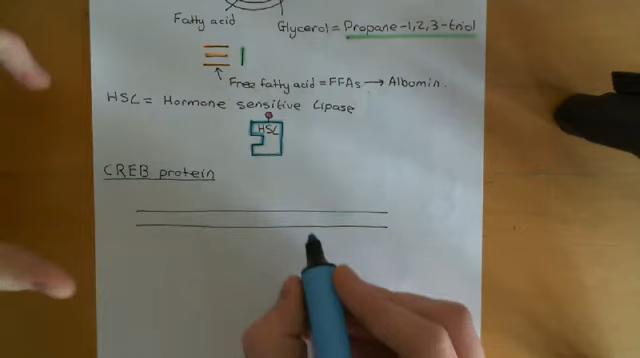 Fatty acid
Glycerol = Propane-1,2,3-triol
Free fatty acid = FFAs → Albumin.
HSL = Hormone sensitive Lipase
HSL
CREB protein